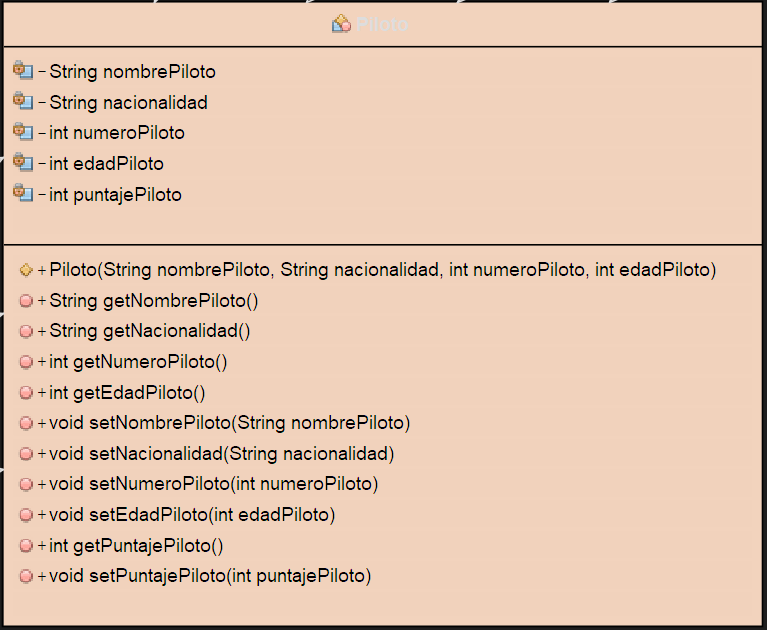 Piloto
- String nombrePiloto
- String nacionalidad
- int numeroPiloto
- int edadPiloto
- int puntajePiloto
+ Piloto(String nombrePiloto, String nacionalidad, int numeroPiloto, int edadPiloto)
+ String getNombrePiloto()
+ String getNacionalidad()
+ int getNumeroPiloto()
+ int getEdadPiloto()
+ void setNombrePiloto(String nombrePiloto)
+ void setNacionalidad(String nacionalidad)
+ void setNumeroPiloto(int numeroPiloto)
+ void setEdadPiloto(int edadPiloto)
+ int getPuntajePiloto()
+ void setPuntajePiloto(int puntajePiloto)